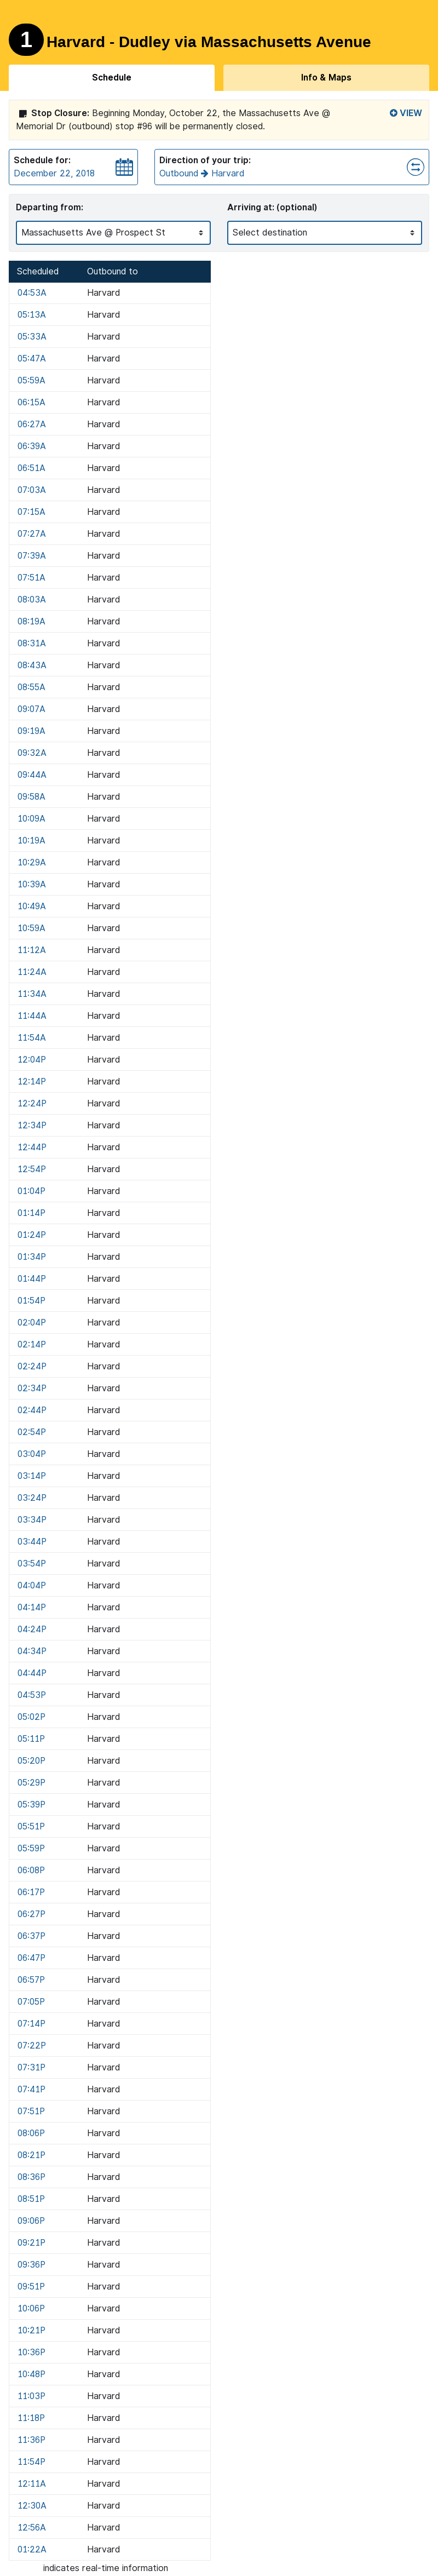 1 Harvard - Dudley via Massachusetts Avenue
Schedule Info & Maps
Stop Closure: Beginning Monday, October 22, the Massachusetts Ave @ VIEW
Memorial Dr (outbound) stop #96 will be permanently closed.
Schedule for: Direction of your trip:
December 22, 2018 Outbound Harvard
Departing from: Arriving at: (optional)
Massachusetts Ave @ Prospect St Select destination
Scheduled Outbound to
04:53A Harvard
05:13A Harvard
05:33A Harvard
05:47A Harvard
05:59A Harvard
06:15A Harvard
06:27A Harvard
06:39A Harvard
06:51A Harvard
07:03A Harvard
07:15A Harvard
07:27A Harvard
07:39A Harvard
07:51A Harvard
08:03A Harvard
08:19A Harvard
08:31A Harvard
08:43A Harvard
08:55A Harvard
09:07A Harvard
09:19A Harvard
09:32A Harvard
09:44A Harvard
09:58A Harvard
10:09A Harvard
10:19A Harvard
10:29A Harvard
10:39A Harvard
10:49A Harvard
10:59A Harvard
11:12A Harvard
11:24A Harvard
11:34A Harvard
11:44A Harvard
11:54A Harvard
12:04P Harvard
12:14P Harvard
12:24P Harvard
12:34P Harvard
12:44P Harvard
12:54P Harvard
01:04P Harvard
01:14P Harvard
01:24P Harvard
01:34P Harvard
01:44P Harvard
01:54P Harvard
02:04P Harvard
02:14P Harvard
02:24P Harvard
02:34P Harvard
02:44P Harvard
02:54P Harvard
03:04P Harvard
03:14P Harvard
03:24P Harvard
03:34P Harvard
03:44P Harvard
03:54P Harvard
04:04P Harvard
04:14P Harvard
04:24P Harvard
04:34P Harvard
04:44P Harvard
04:53P Harvard
05:02P Harvard
05:11P Harvard
05:20P Harvard
05:29P Harvard
05:39P Harvard
05:51P Harvard
05:59P Harvard
06:08P Harvard
06:17P Harvard
06:27P Harvard
06:37P Harvard
06:47P Harvard
06:57P Harvard
07:05P Harvard
07:14P Harvard
07:22P Harvard
07:31P Harvard
07:41P Harvard
07:51P Harvard
08:06P Harvard
08:21P Harvard
08:36P Harvard
08:51P Harvard
09:06P Harvard
09:21P Harvard
09:36P Harvard
09:51P Harvard
10:06P Harvard
10:21P Harvard
10:36P Harvard
10:48P Harvard
11:03P Harvard
11:18P Harvard
11:36P Harvard
11:54P Harvard
12:11A Harvard
12:30A Harvard
12:56A Harvard
01:22A Harvard
indicates real-time information